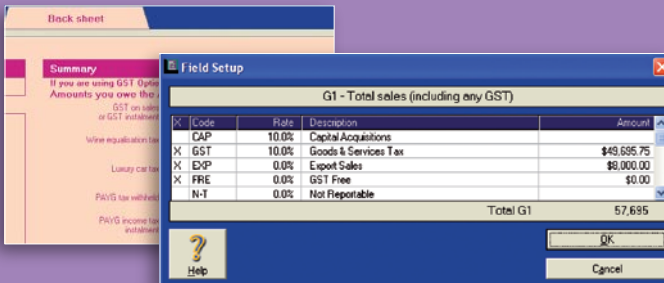 Back sheet
Summary
If you are using GST Optio
Amounts you owe the
GST on sales
or GST instalment
Wine equalisation tax
Luxury car tax
PAYG tax withheld
PAYG income tax
instalment
Field Setup
G1 - Total sales (including any GST)
X Code Rate Description Amount
CAP 10.0% Capital Acquisitions
X GST 10.0% Goods & Services Tax $49,695.75
X EXP 0.0% Export Sales $8,000.00
X FRE 0.0% GST Free $0.00
N-T 0.0% Not Reportable
Total G1 57,695
Help
OK
Cancel